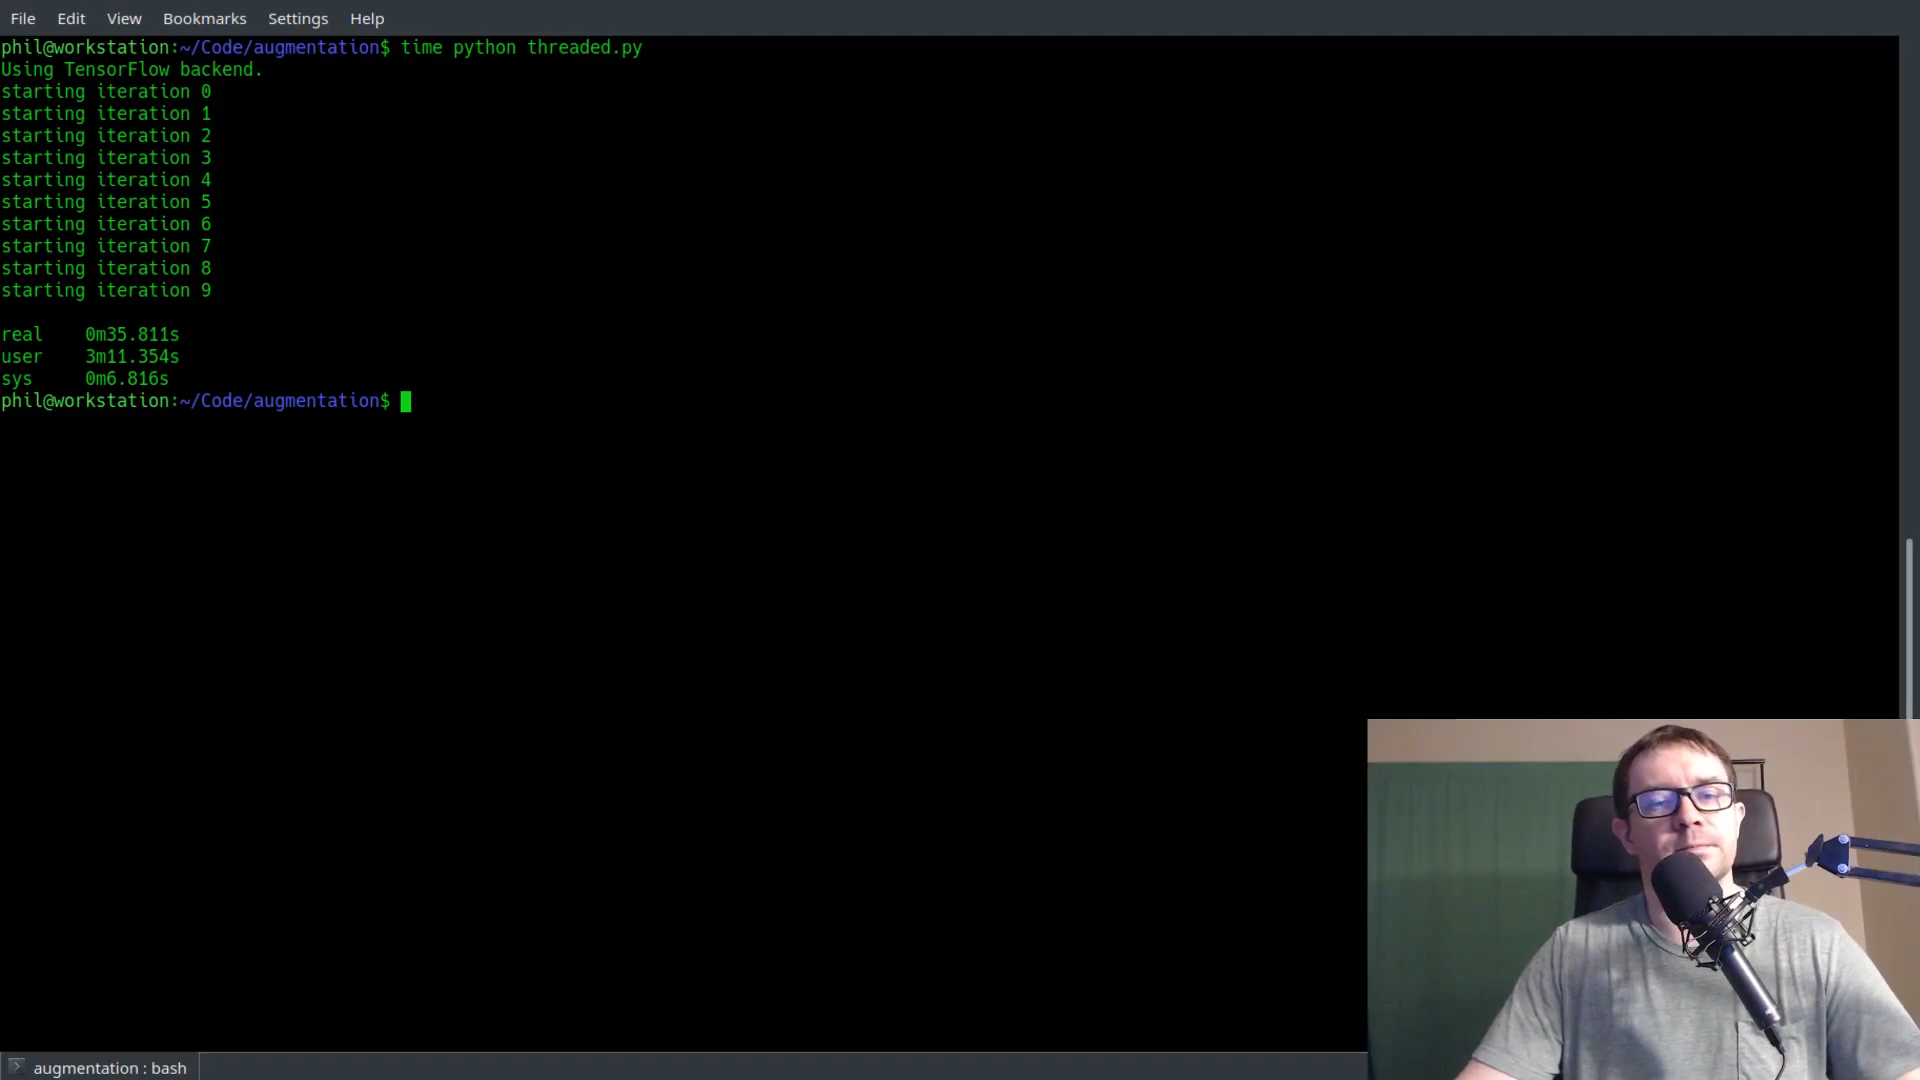 File Edit View Bookmarks Settings Help
phil@workstation:~/Code/augmentation$ time python threaded.py
Using TensorFlow backend.
starting iteration 0
starting iteration 1
starting iteration 2
starting iteration 3
starting iteration 4
starting iteration 5
starting iteration 6
starting iteration 7
starting iteration 8
starting iteration 9
real 0m35.811s
user 3m11.354s
sys 0m6.816s
phil@workstation:~/Code/augmentation$
augmentation : bash